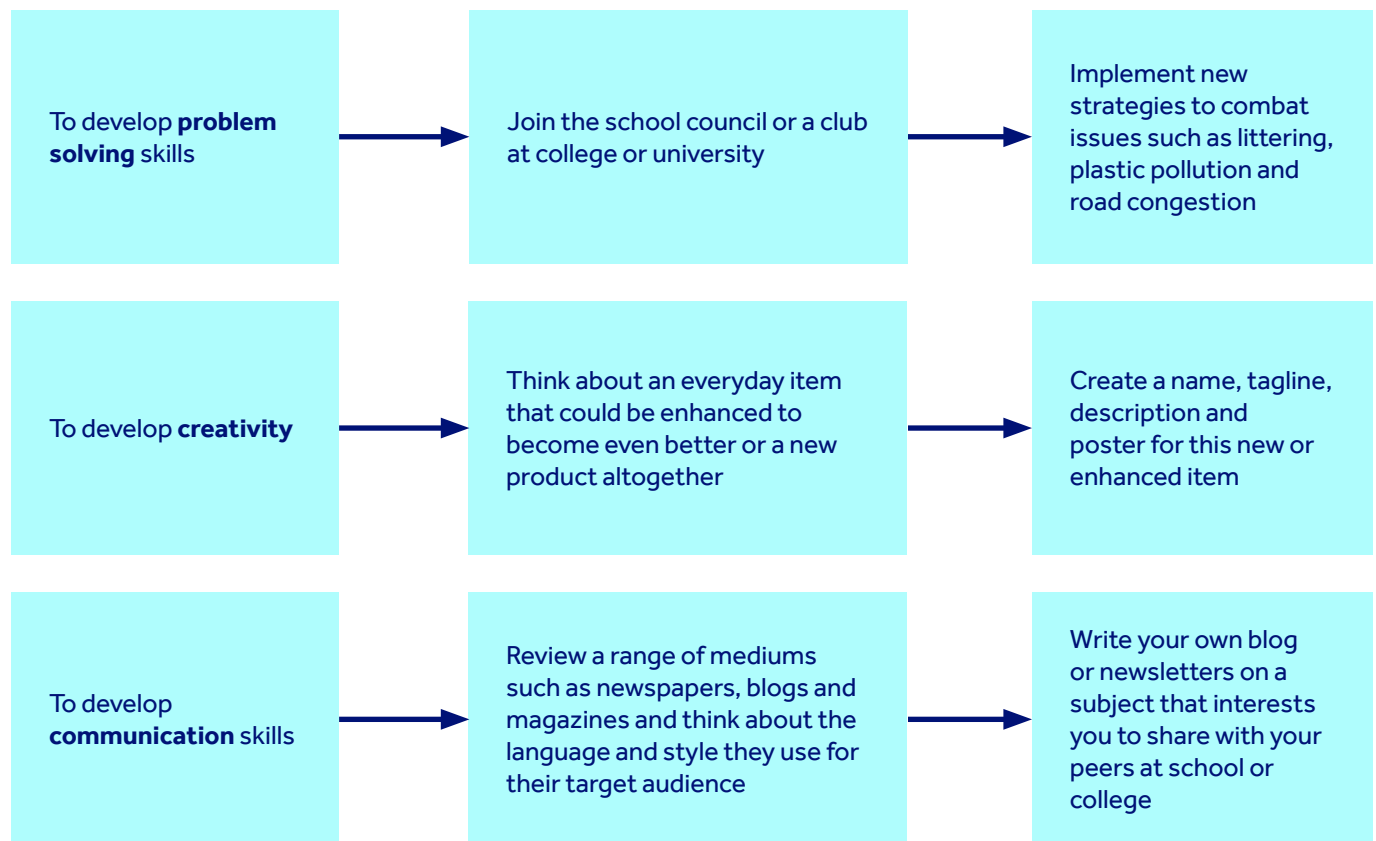 To develop problem
solving skills
Join the school council or a club
at college or university
Implement new
strategies to combat
issues such as littering,
plastic pollution and
road congestion
To develop creativity
Think about an everyday item
that could be enhanced to
become even better or a new
product altogether
Create a name, tagline,
description and
poster for this new or
enhanced item
To develop
communication skills
Review a range of mediums
such as newspapers, blogs and
magazines and think about the
language and style they use for
their target audience
Write your own blog
or newsletters on a
subject that interests
you to share with your
peers at school or
college